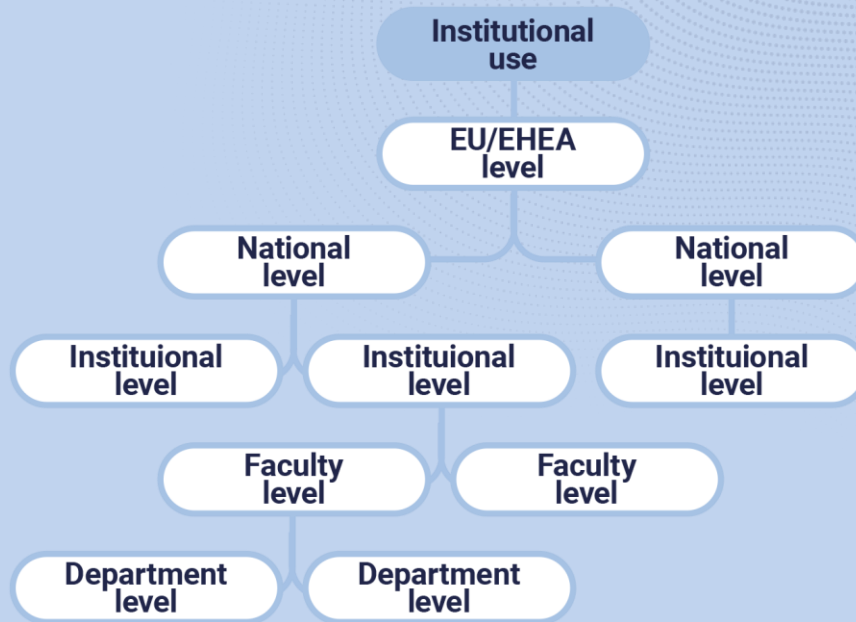 Institutional
use
EU/EHEA
level
National
level
National
level
Instituional
level
Instituional
level
Instituional
level
Faculty
level
Faculty
level
Department
level
Department
level